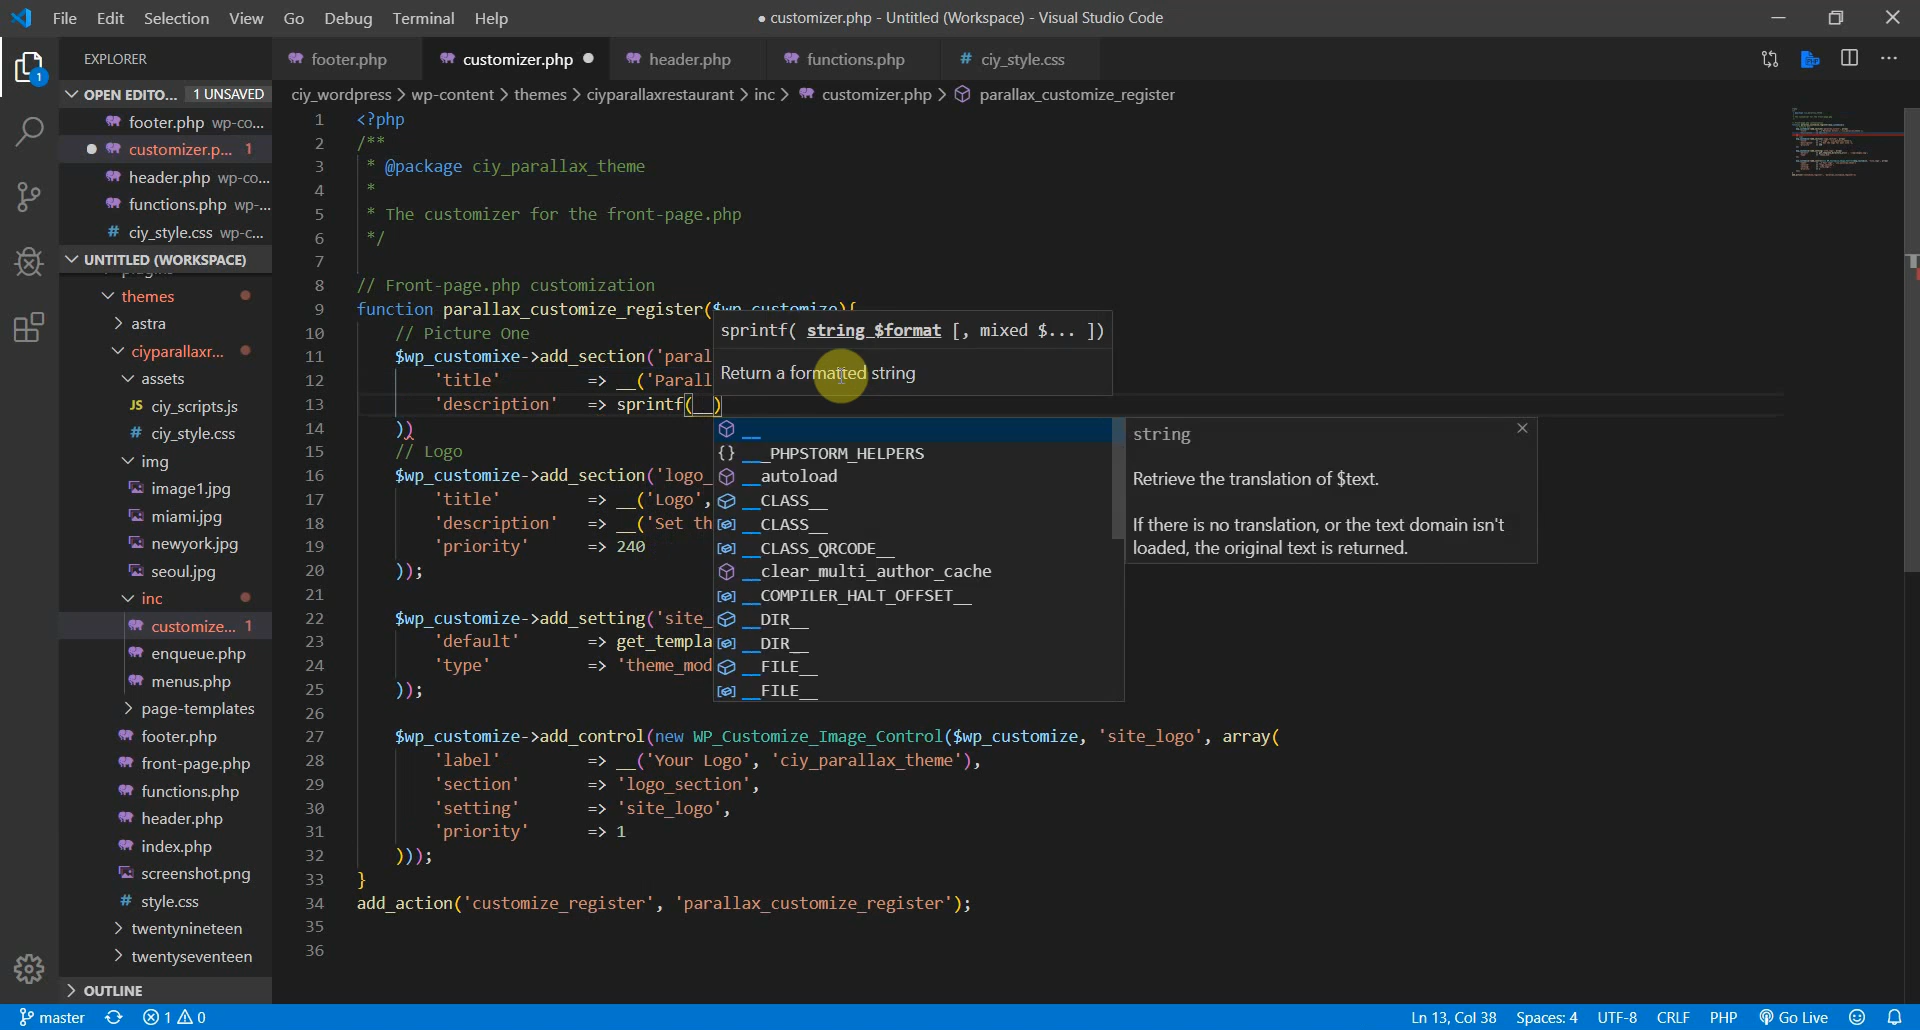 File Edit Selection View Go Debug Terminal Help
● customizer.php - Untitled (Workspace) - Visual Studio Code
EXPLORER
footer.php customizer.php header.php functions.php # ciy_style.css
OPEN EDITO... 1 UNSAVED
ciy_wordpress > wp-content > themes > ciyparallaxrestaurant > inc > customizer.php > parallax_customize_register
footer.php wp-co...
customizer.p... 1
header.php wp-co...
functions.php wp-...
# ciy_style.css wp-c...
UNTITLED (WORKSPACE)
themes
astra
ciyparallaxr...
assets
JS ciy_scripts.js
# ciy_style.css
img
image1.jpg
miami.jpg
newyork.jpg
seoul.jpg
inc
customize... 1
enqueue.php
menus.php
page-templates
footer.php
front-page.php
functions.php
header.php
index.php
screenshot.png
# style.css
twentynineteen
twentyseventeen
OUTLINE
1 <?php
2 /**
3 * @package ciy_parallax_theme
4 *
5 * The customizer for the front-page.php
6 */
7
8 // Front-page.php customization
9 function parallax_customize_register($wp_customize){
10 // Picture One
11 $wp_customixe->add_section('paral
12 'title' => __('Parall
13 'description' => sprintf(__)
14 ))
15 // Logo
16 $wp_customize->add_section('logo_
17 'title' => __('Logo',
18 'description' => __('Set th
19 'priority' => 240
20 ));
21
22 $wp_customize->add_setting('site_
23 'default' => get_templa
24 'type' => 'theme_mod
25 ));
26
27 $wp_customize->add_control(new WP_Customize_Image_Control($wp_customize, 'site_logo', array(
28 'label' => __('Your Logo', 'ciy_parallax_theme'),
29 'section' => 'logo_section',
30 'setting' => 'site_logo',
31 'priority' => 1
32 )));
33 }
34 add_action('customize_register', 'parallax_customize_register');
35
36
sprintf( string $format [, mixed $... ])
Return a formatted string
__
___PHPSTORM_HELPERS
__autoload
__CLASS__
__CLASS__
__CLASS_QRCODE__
__clear_multi_author_cache
__COMPILER_HALT_OFFSET__
__DIR__
__DIR__
__FILE__
__FILE__
string
Retrieve the translation of $text.
If there is no translation, or the text domain isn't
loaded, the original text is returned.
master 1 0 Ln 13, Col 38 Spaces: 4 UTF-8 CRLF PHP Go Live